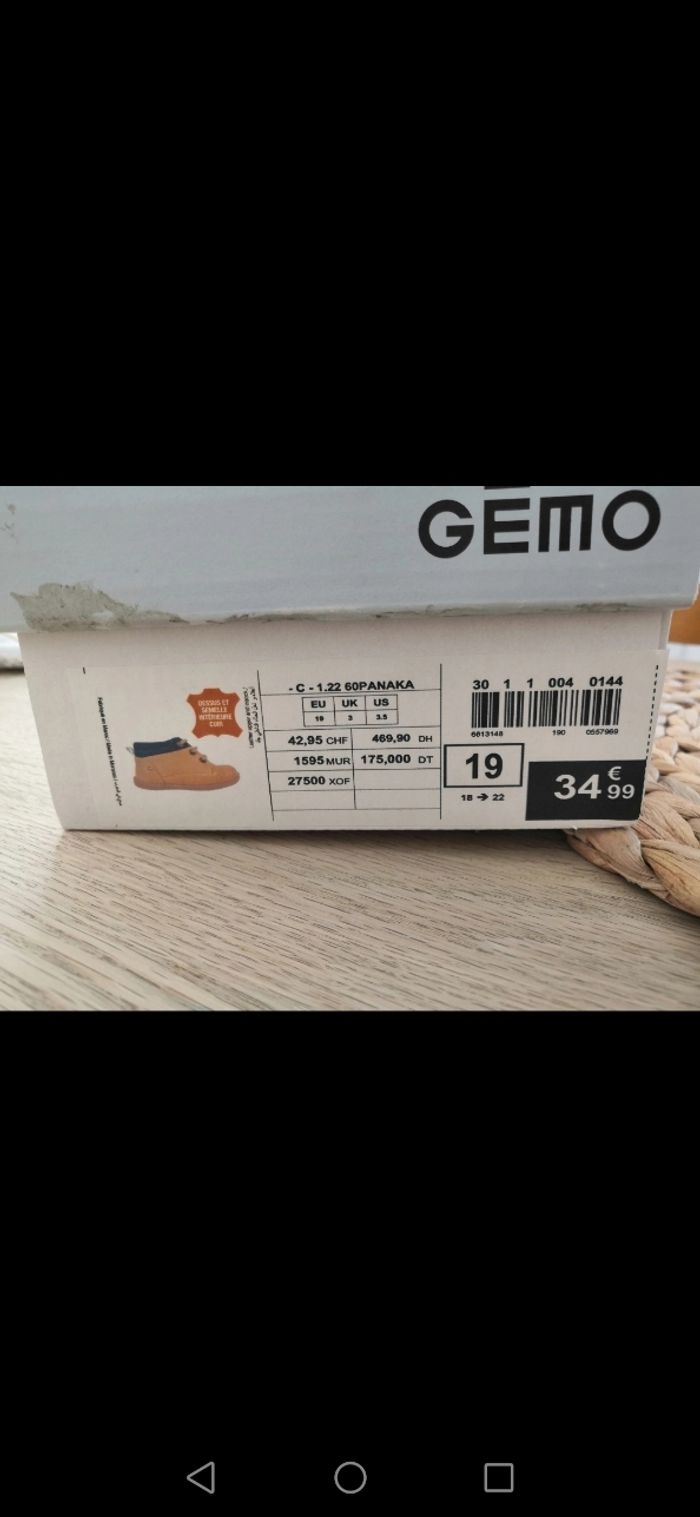 GEMO
DESSUS ET
SEMELLE
INTÉRIEURE
CUIR
- C - 1.22 60PANAKA
EU UK US
19 3 3.5
42,95 CHF 469,90 DH
1595 MUR 175,000 DT
27500 XOF
30 1 1 004 0144
6613148 190 0557969
19
18 → 22
34 € 99